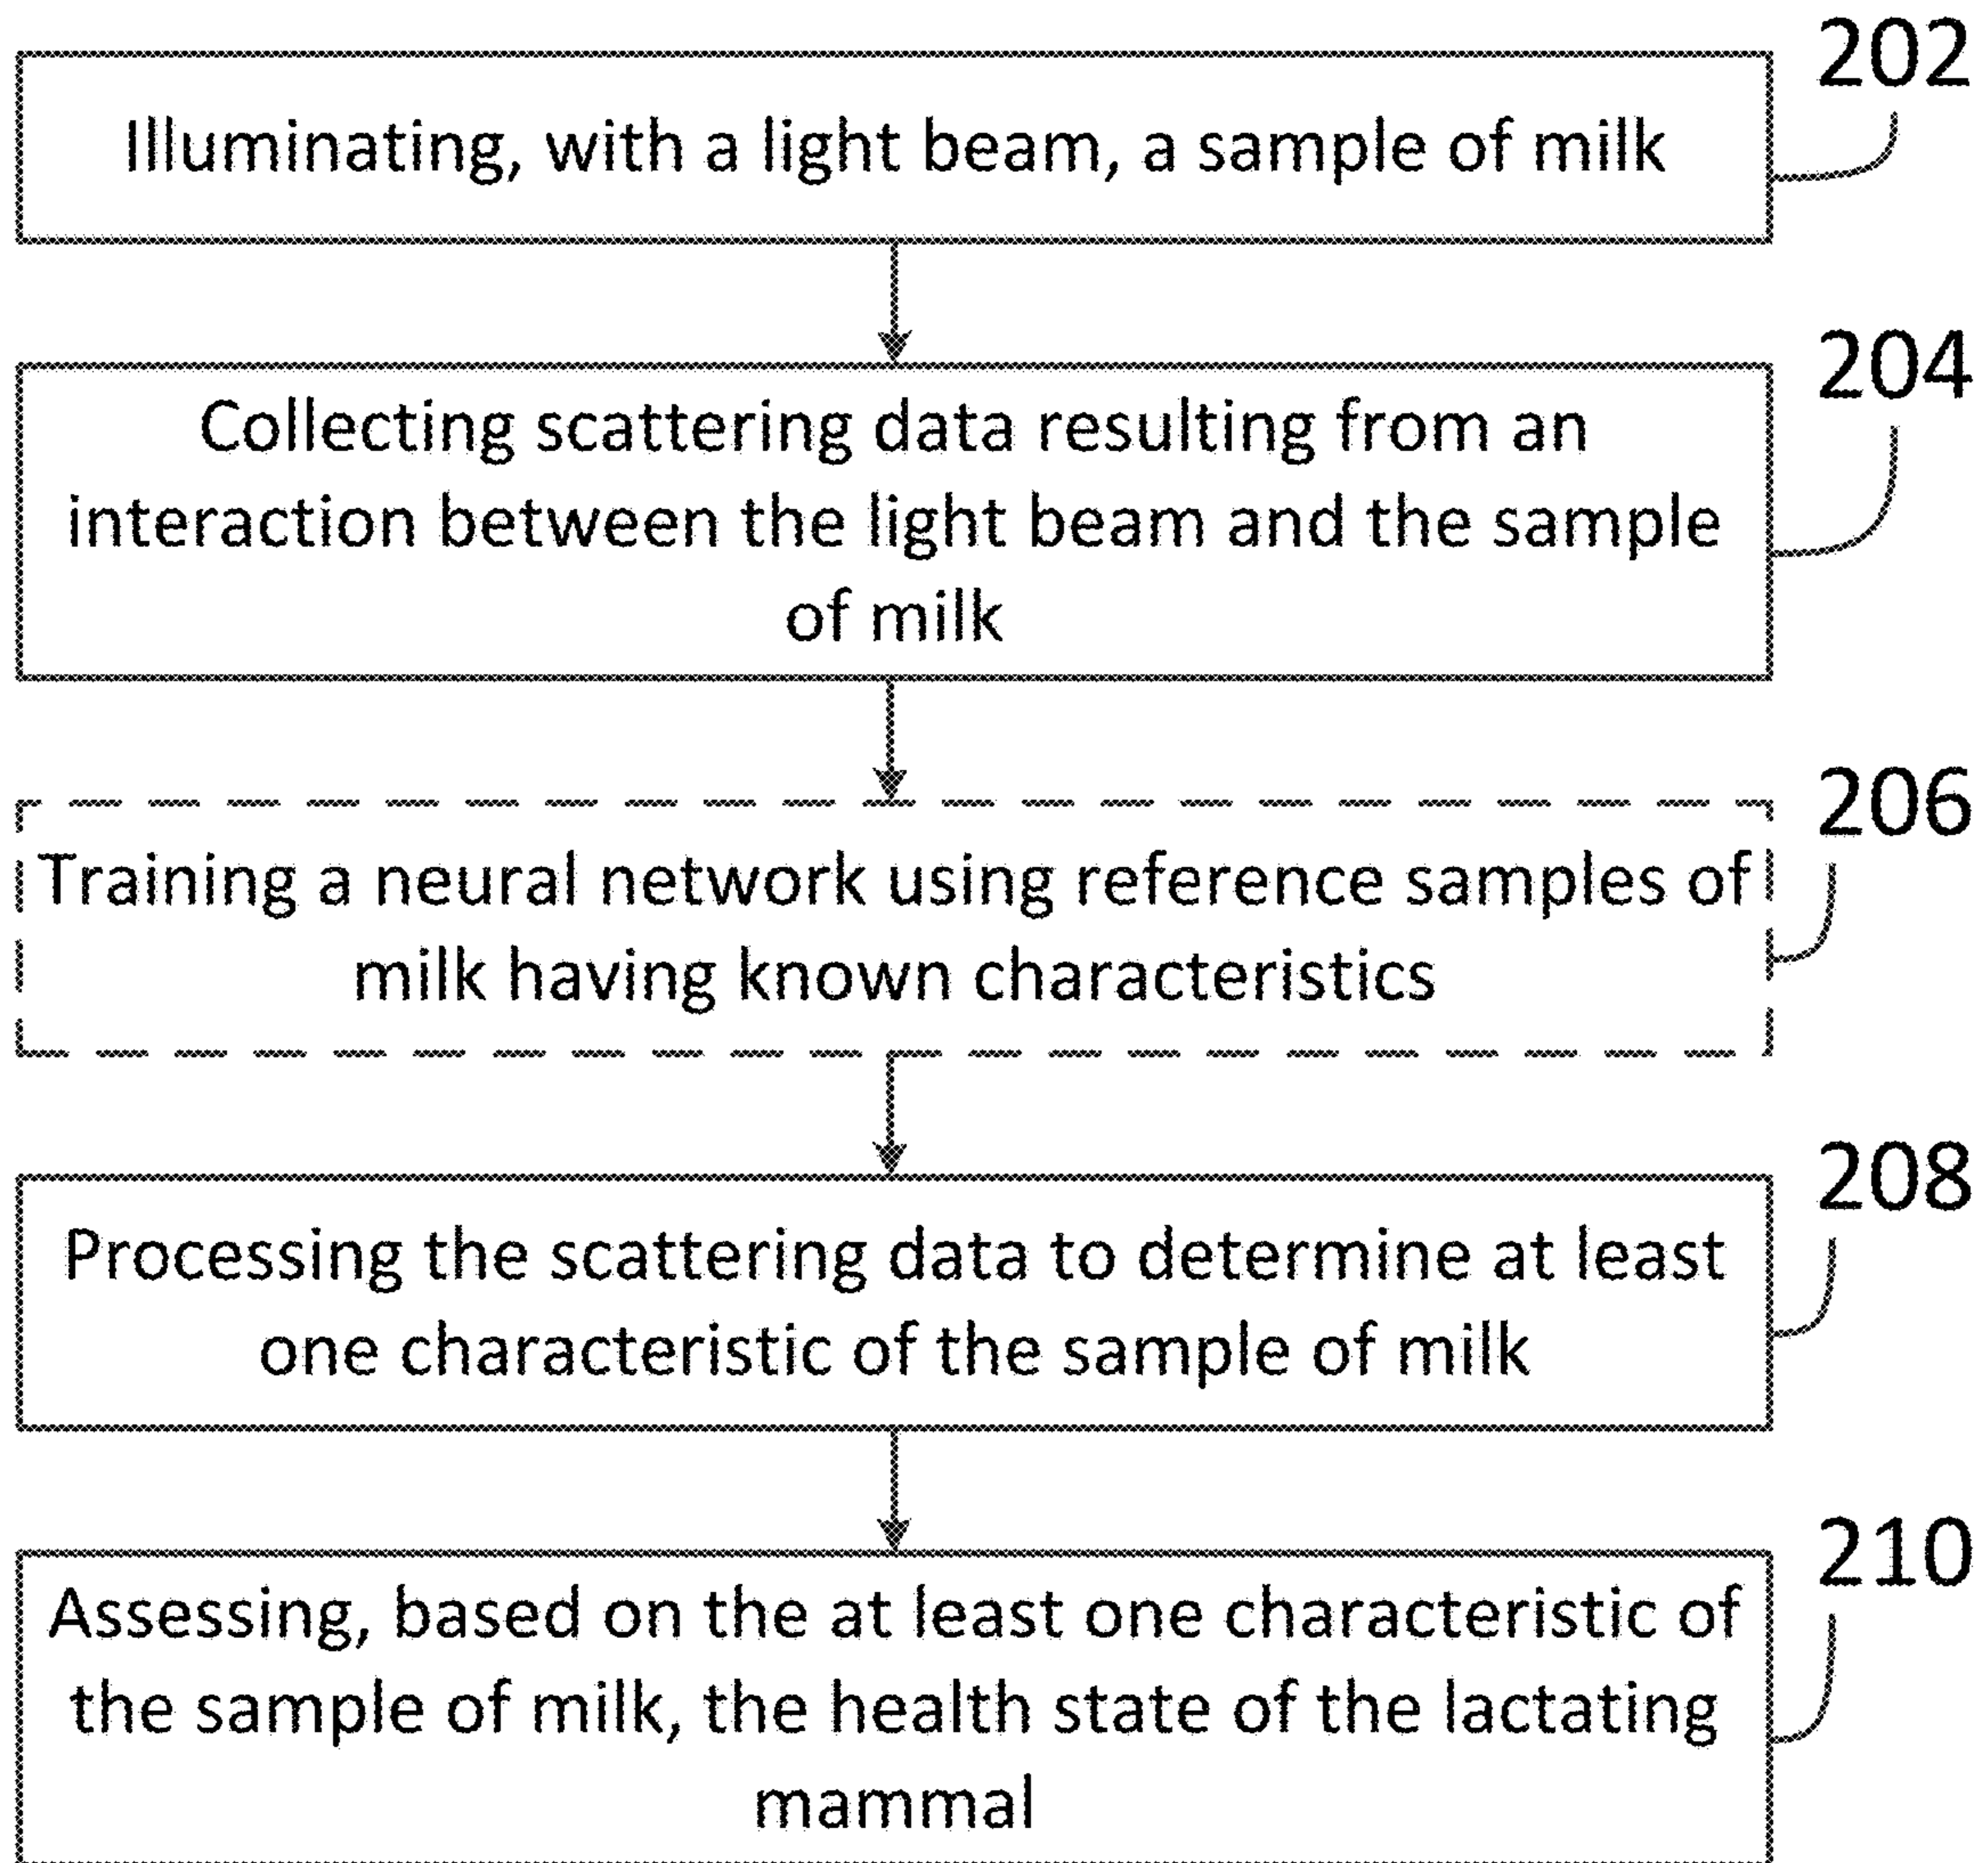 202
Illuminating, with a light beam, a sample of milk
204
Collecting scattering data resulting from an
interaction between the light beam and the sample
of milk
206
Training a neural network using reference samples of
milk having known characteristics
208
Processing the scattering data to determine at least
one characteristic of the sample of milk
210
Assessing, based on the at least one characteristic of
the sample of milk, the health state of the lactating
mammal